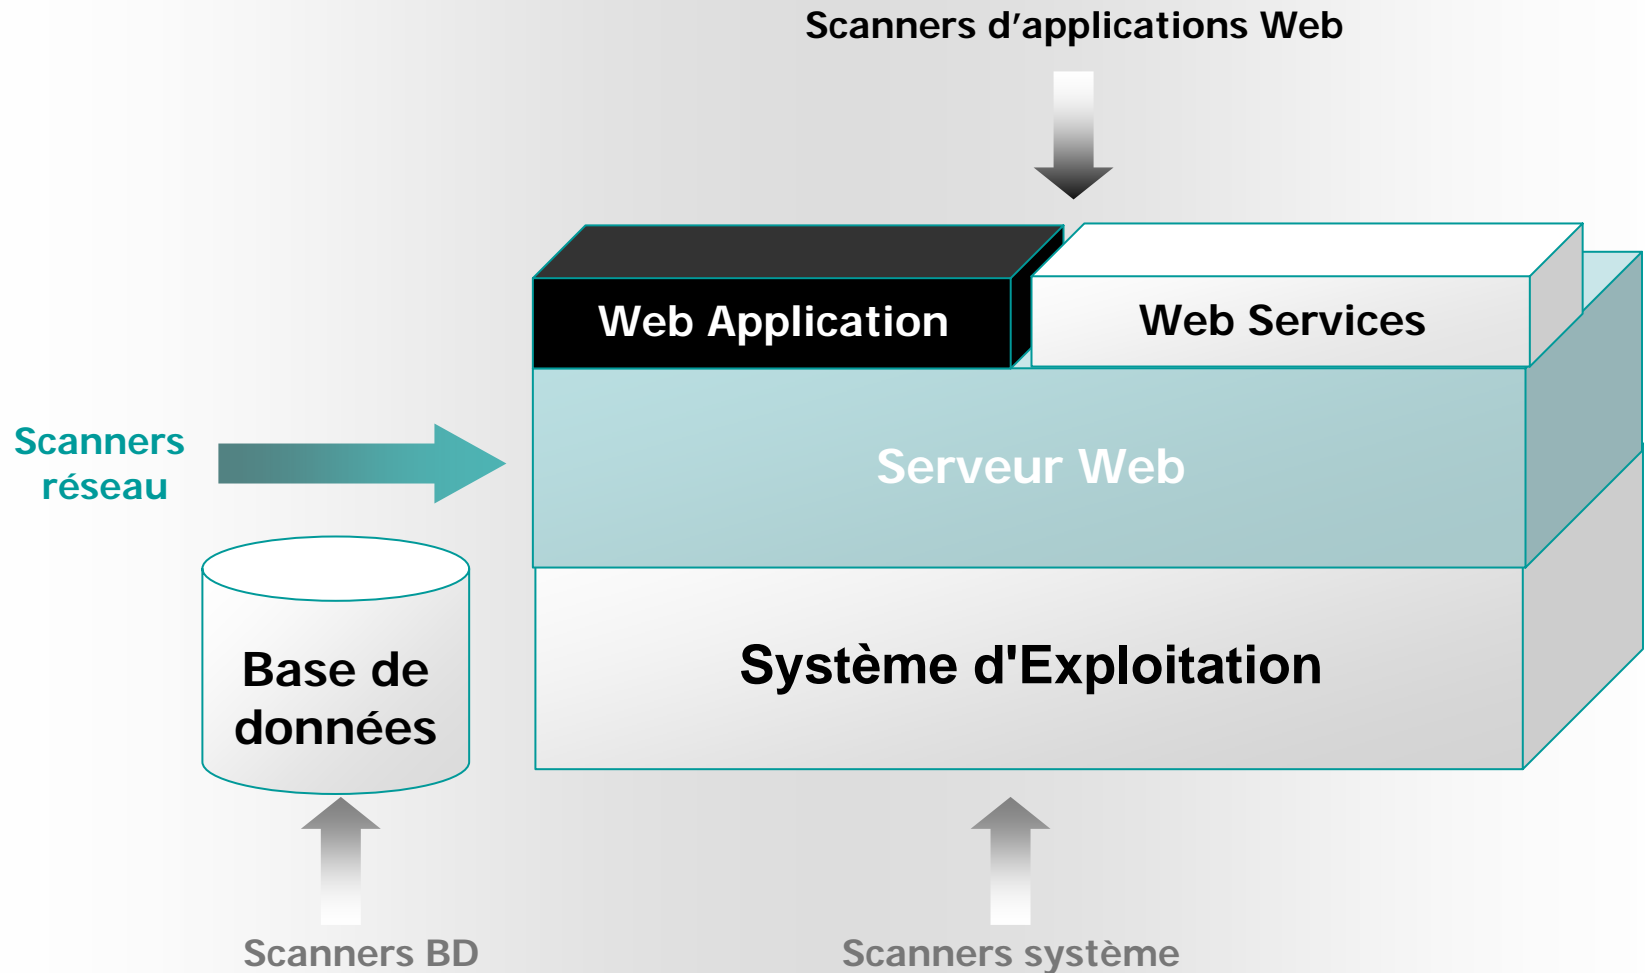 Scanners d’applications Web
Web Application
Web Services
Scanners
réseau
Serveur Web
Base de
données
Système d'Exploitation
Scanners BD
Scanners système